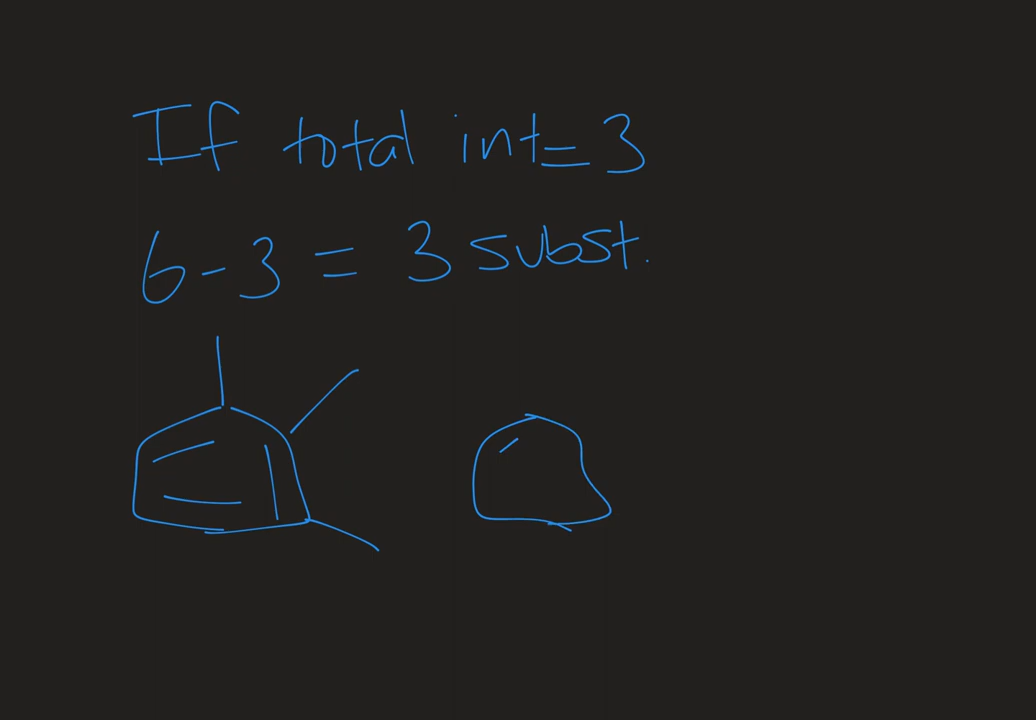 If total int = 3
6 - 3 = 3 subst.